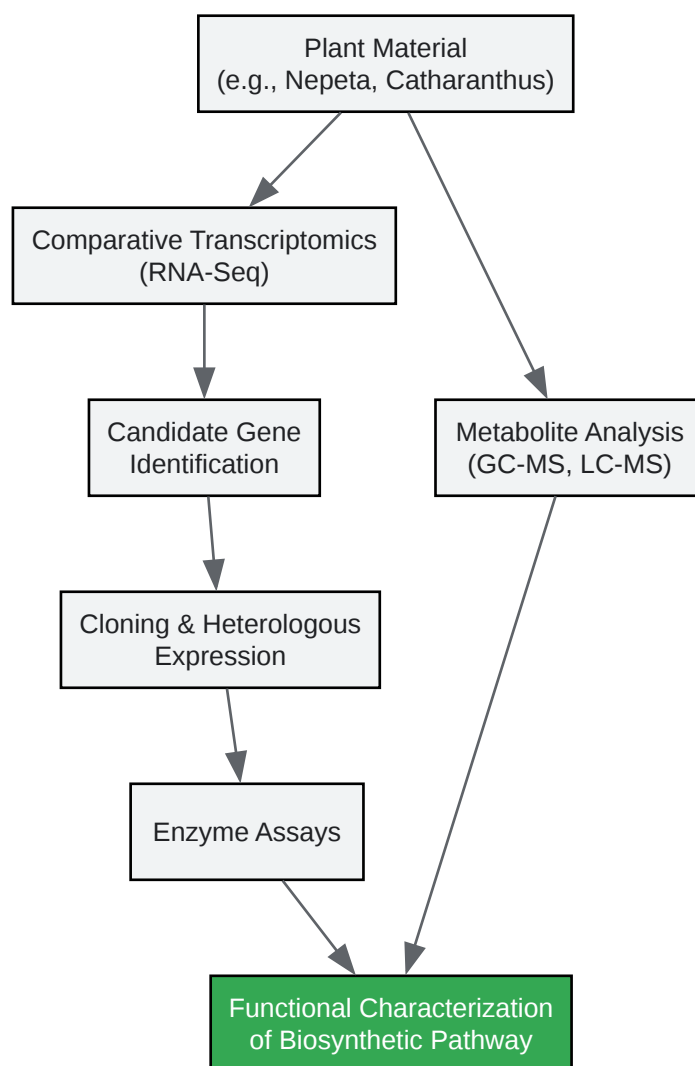 Plant Material
(e.g., Nepeta, Catharanthus)
Comparative Transcriptomics
(RNA-Seq)
Candidate Gene
Identification
Metabolite Analysis
(GC-MS, LC-MS)
Cloning & Heterologous
Expression
Enzyme Assays
Functional Characterization
of Biosynthetic Pathway